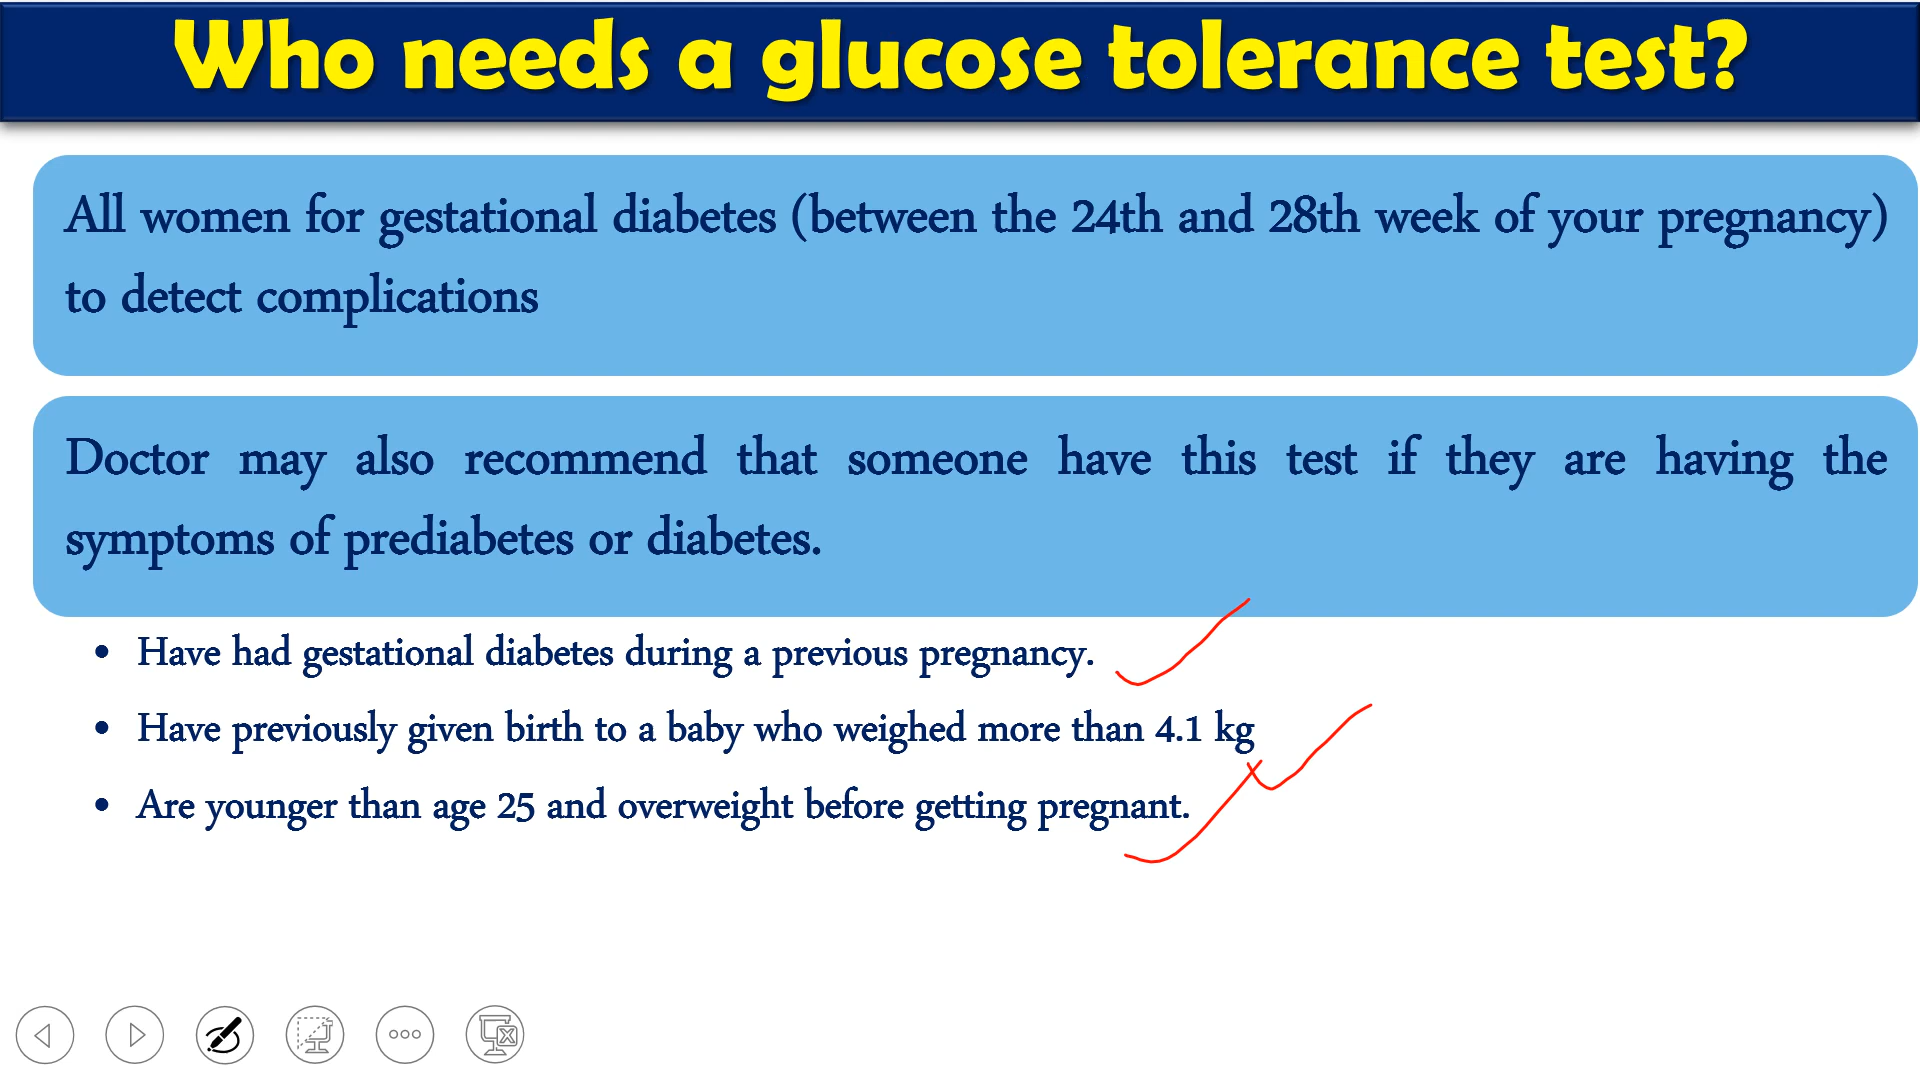 Who needs a glucose tolerance test?
All women for gestational diabetes (between the 24th and 28th week of your pregnancy)
to detect complications
Doctor may also recommend that someone have this test if they are having the
symptoms of prediabetes or diabetes.
• Have had gestational diabetes during a previous pregnancy.
• Have previously given birth to a baby who weighed more than 4.1 kg
• Are younger than age 25 and overweight before getting pregnant.